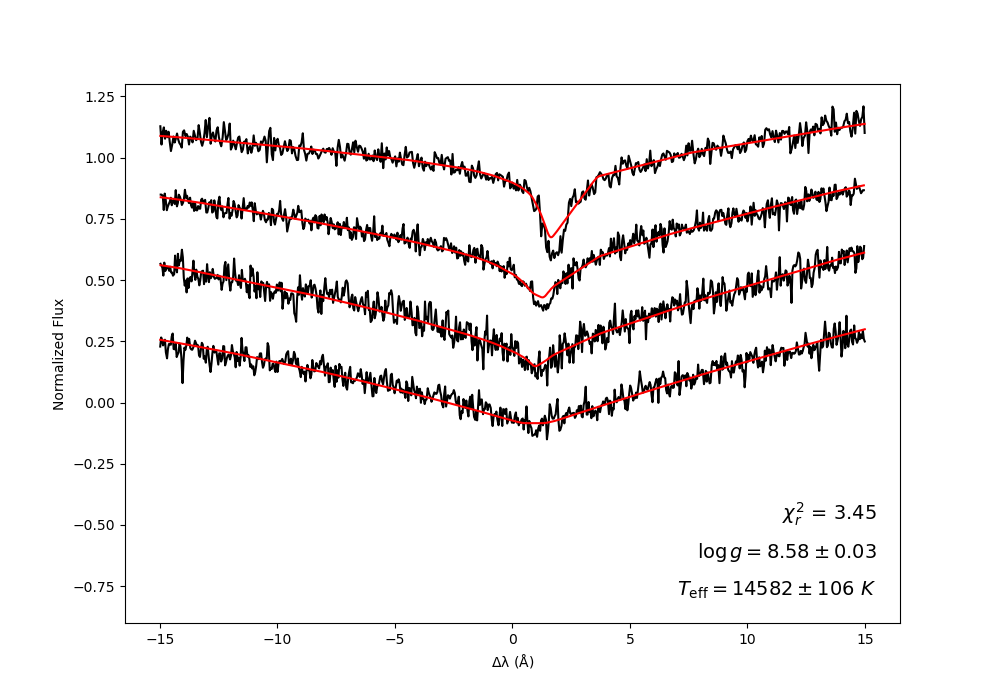 1.25
1.00
0.75
0.50
0.25
0.00
−0.25
−0.50
−0.75
Normalized Flux
χ²ᵣ = 3.45
log g = 8.58 ± 0.03
T_eff = 14582 ± 106 K
−15 −10 −5 0 5 10 15
Δλ (Å)